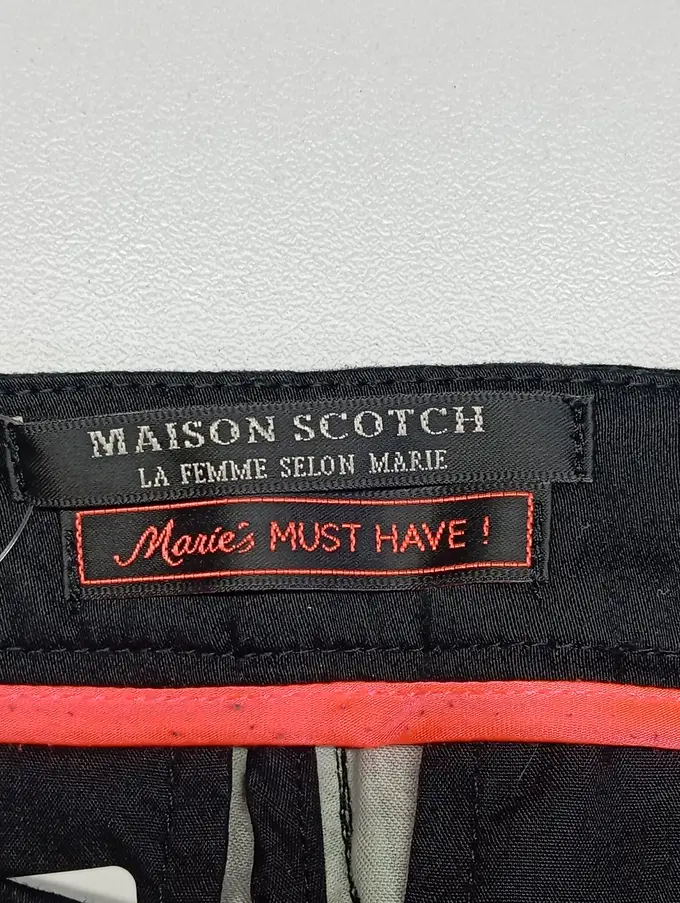 MAISON SCOTCH
LA FEMME SELON MARIE
Marie's MUST HAVE !